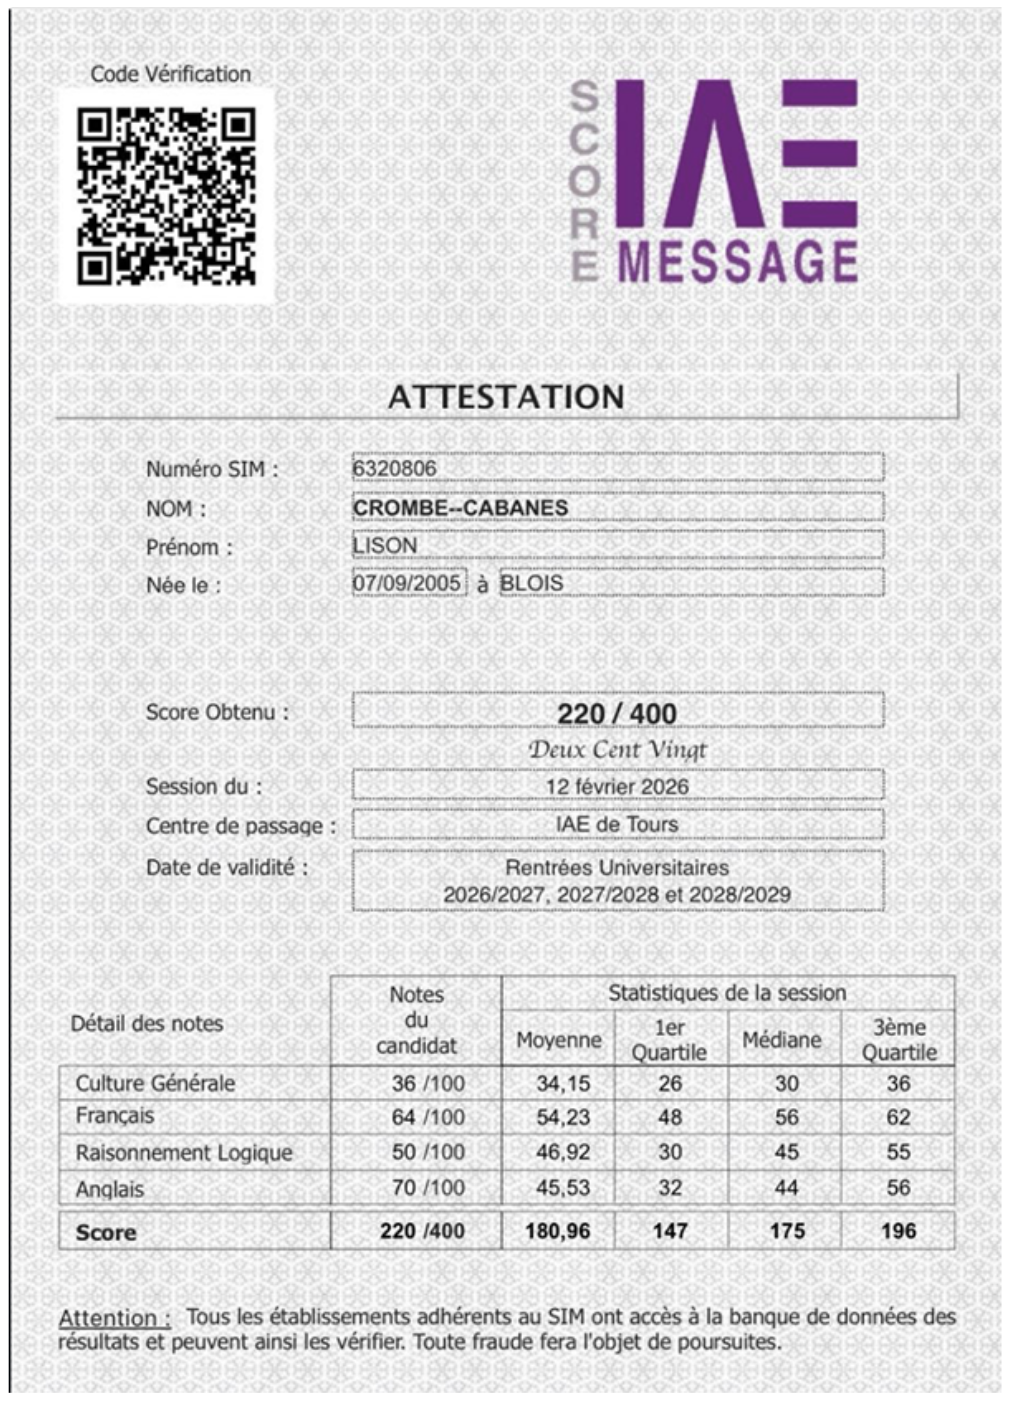 Code Vérification
SCORE
IAE
MESSAGE
ATTESTATION
Numéro SIM : 6320806
NOM : CROMBE--CABANES
Prénom : LISON
Née le : 07/09/2005 à BLOIS
Score Obtenu : 220 / 400
Deux Cent Vingt
Session du : 12 février 2026
Centre de passage : IAE de Tours
Date de validité : Rentrées Universitaires
2026/2027, 2027/2028 et 2028/2029
Détail des notes Notes du candidat Statistiques de la session
Moyenne 1er Quartile Médiane 3ème Quartile
Culture Générale 36 /100 34,15 26 30 36
Français 64 /100 54,23 48 56 62
Raisonnement Logique 50 /100 46,92 30 45 55
Anglais 70 /100 45,53 32 44 56
Score 220 /400 180,96 147 175 196
Attention : Tous les établissements adhérents au SIM ont accès à la banque de données des
résultats et peuvent ainsi les vérifier. Toute fraude fera l'objet de poursuites.